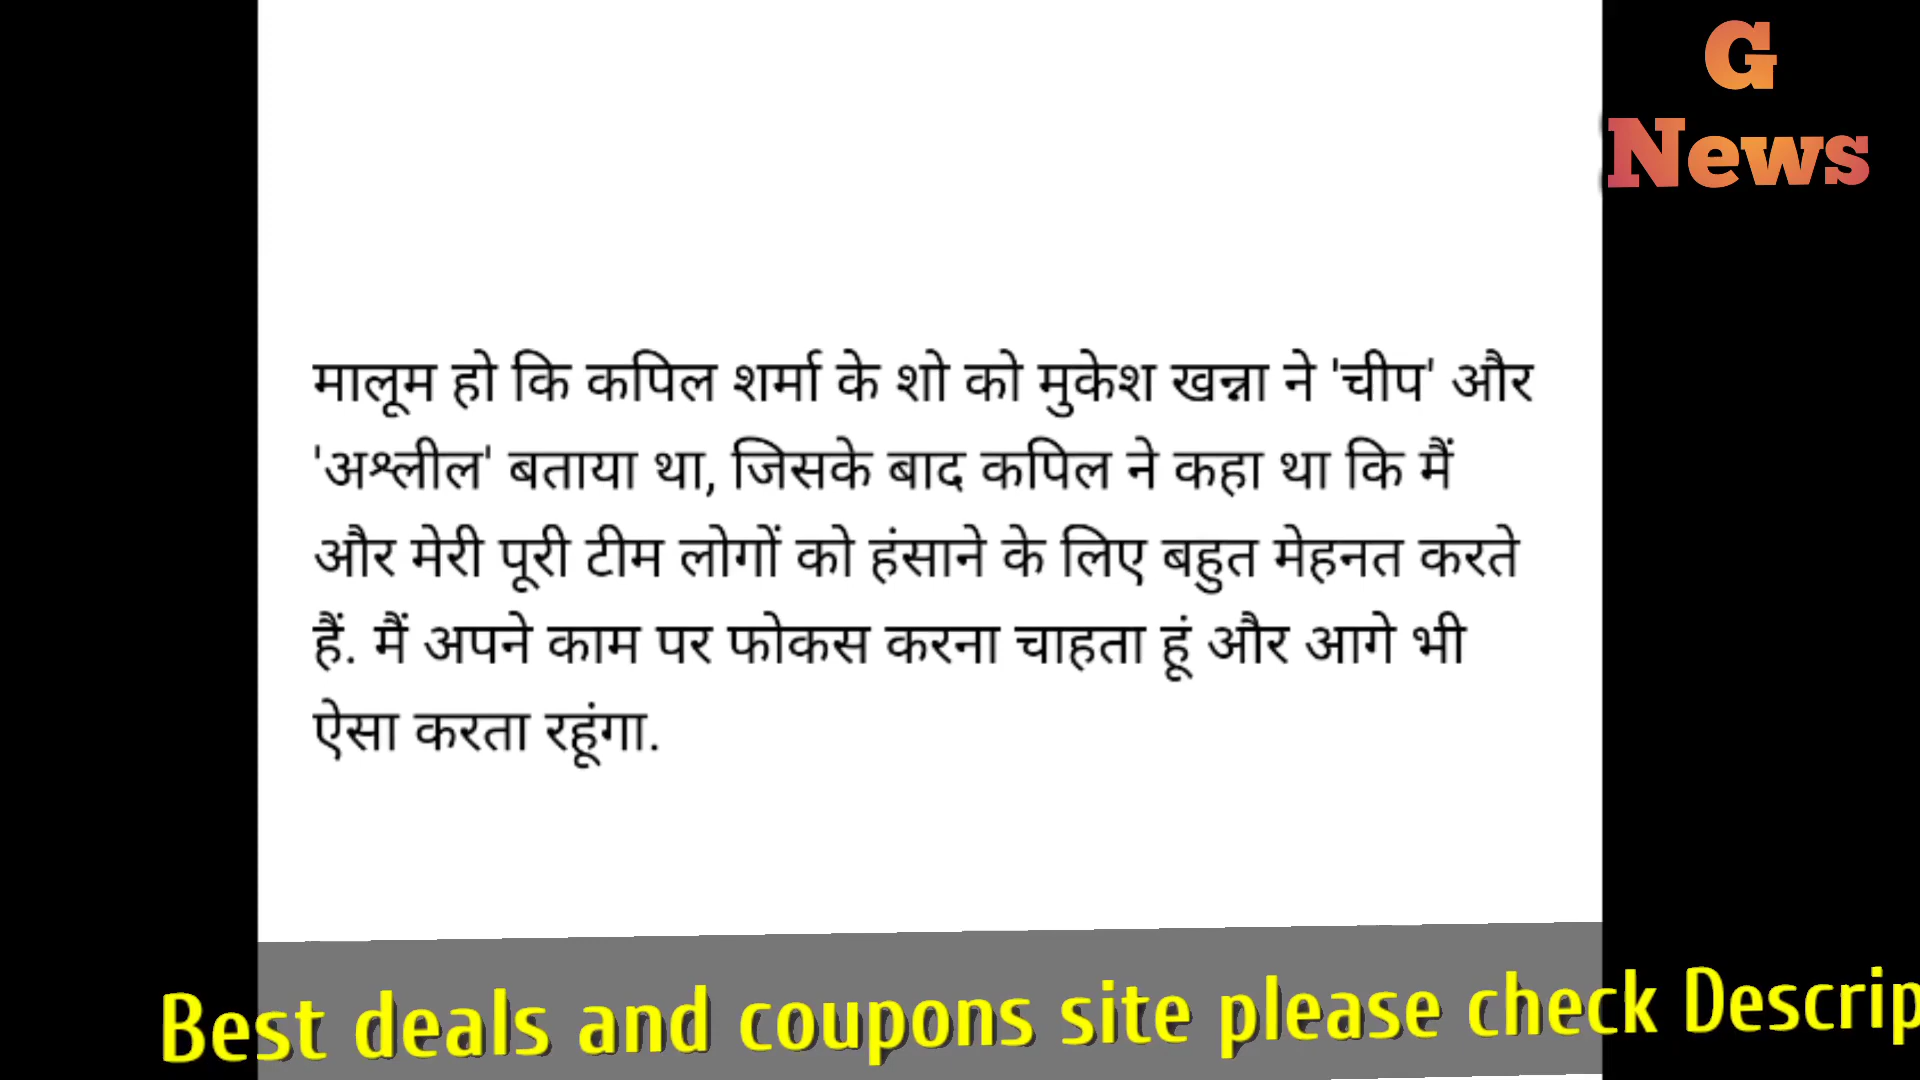 G
News
मालूम हो कि कपिल शर्मा के शो को मुकेश खन्ना ने 'चीप' और
'अश्लील' बताया था, जिसके बाद कपिल ने कहा था कि मैं
और मेरी पूरी टीम लोगों को हंसाने के लिए बहुत मेहनत करते
हैं. मैं अपने काम पर फोकस करना चाहता हूं और आगे भी
ऐसा करता रहूंगा.
Best deals and coupons site please check Descrip